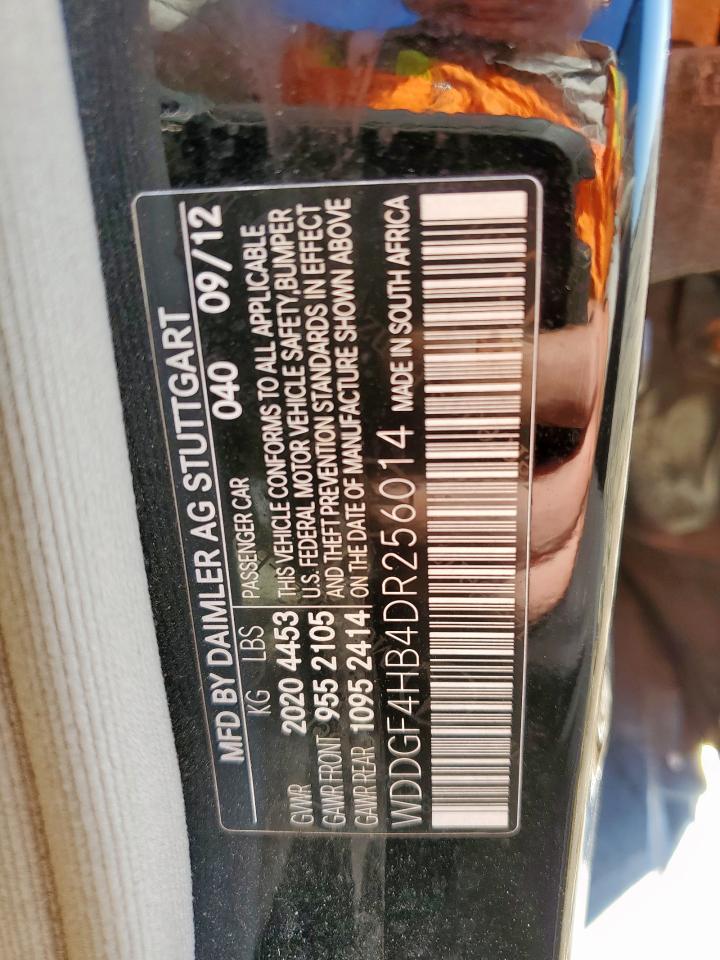 MFD BY DAIMLER AG STUTTGART
KG LBS 040 09/12
PASSENGER CAR
GVWR 2020 4453 THIS VEHICLE CONFORMS TO ALL APPLICABLE
U.S. FEDERAL MOTOR VEHICLE SAFETY,BUMPER
GAWR FRONT 955 2105 AND THEFT PREVENTION STANDARDS IN EFFECT
GAWR REAR 1095 2414 ON THE DATE OF MANUFACTURE SHOWN ABOVE
WDDGF4HB4DR256014 MADE IN SOUTH AFRICA